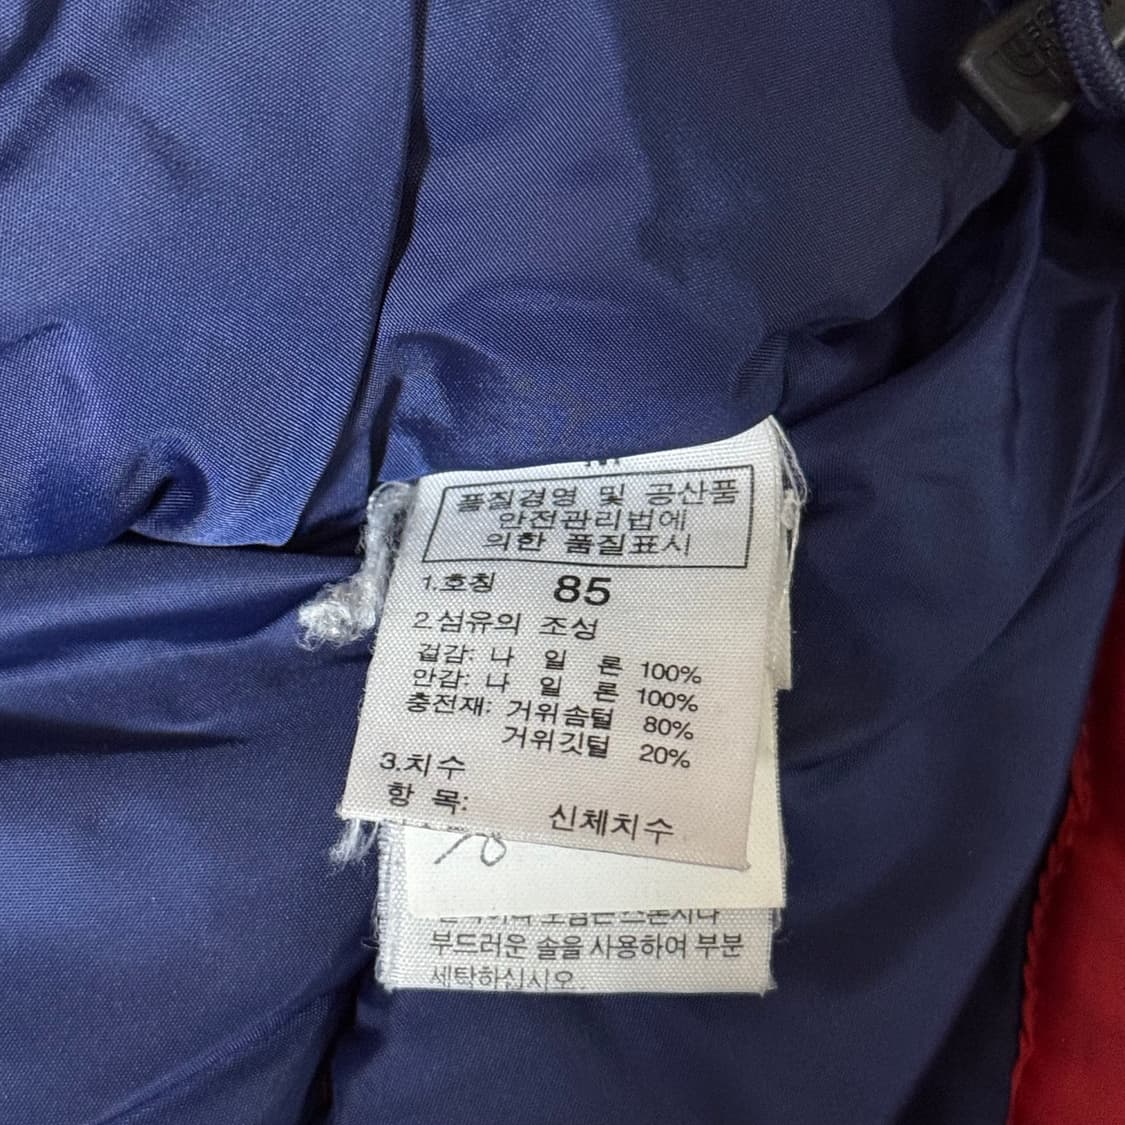 품질경영 및 공산품
안전관리법에
의한 품질표시
1.호칭 85
2.섬유의 조성
겉감: 나 일 론 100%
안감: 나 일 론 100%
충전재: 거위솜털 80%
거위깃털 20%
3.치수
항 목: 신체치수
부드러운 솔을 사용하여 부분
세탁하십시오.